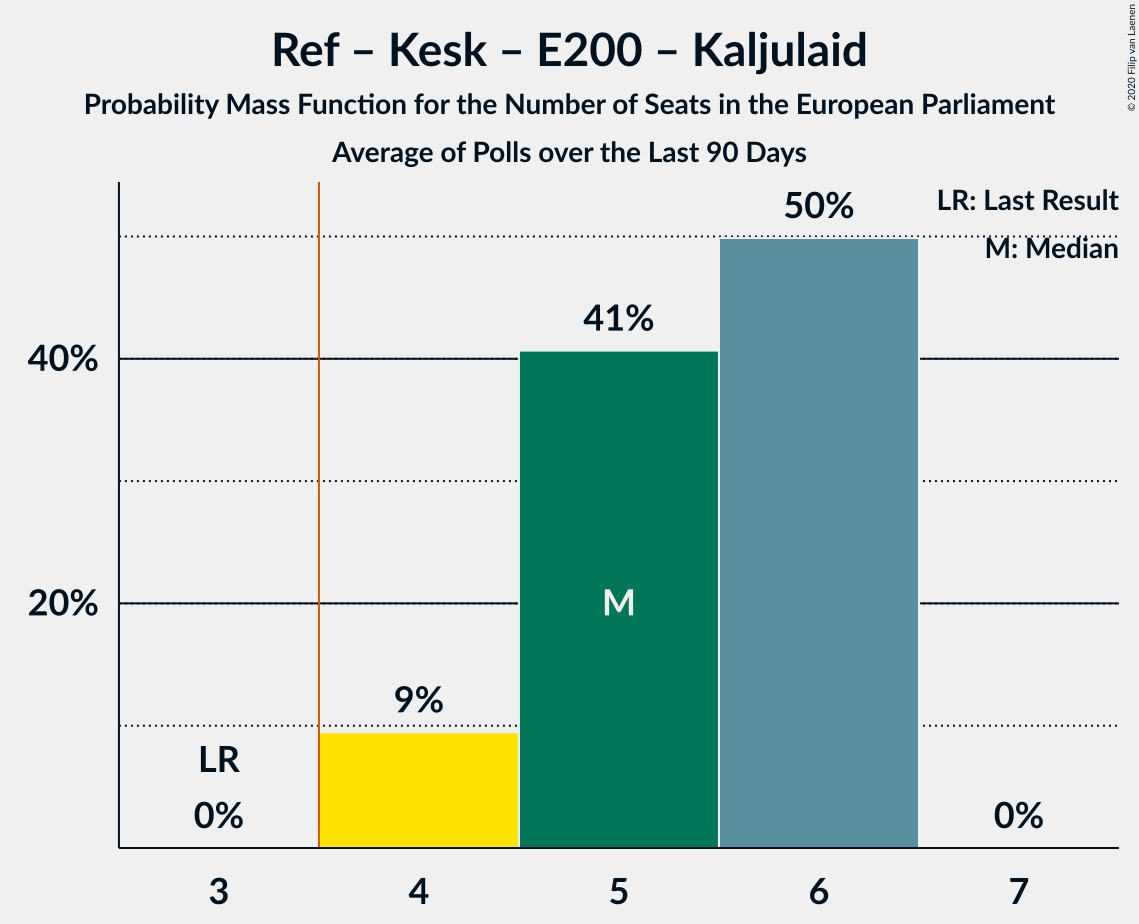 Ref – Kesk – E200 – Kaljulaid
Probability Mass Function for the Number of Seats in the European Parliament
Average of Polls over the Last 90 Days
© 2020 Filip van Laenen
LR: Last Result
M: Median
50%
41%
40%
20%
M
9%
LR
0%
0%
3 4 5 6 7